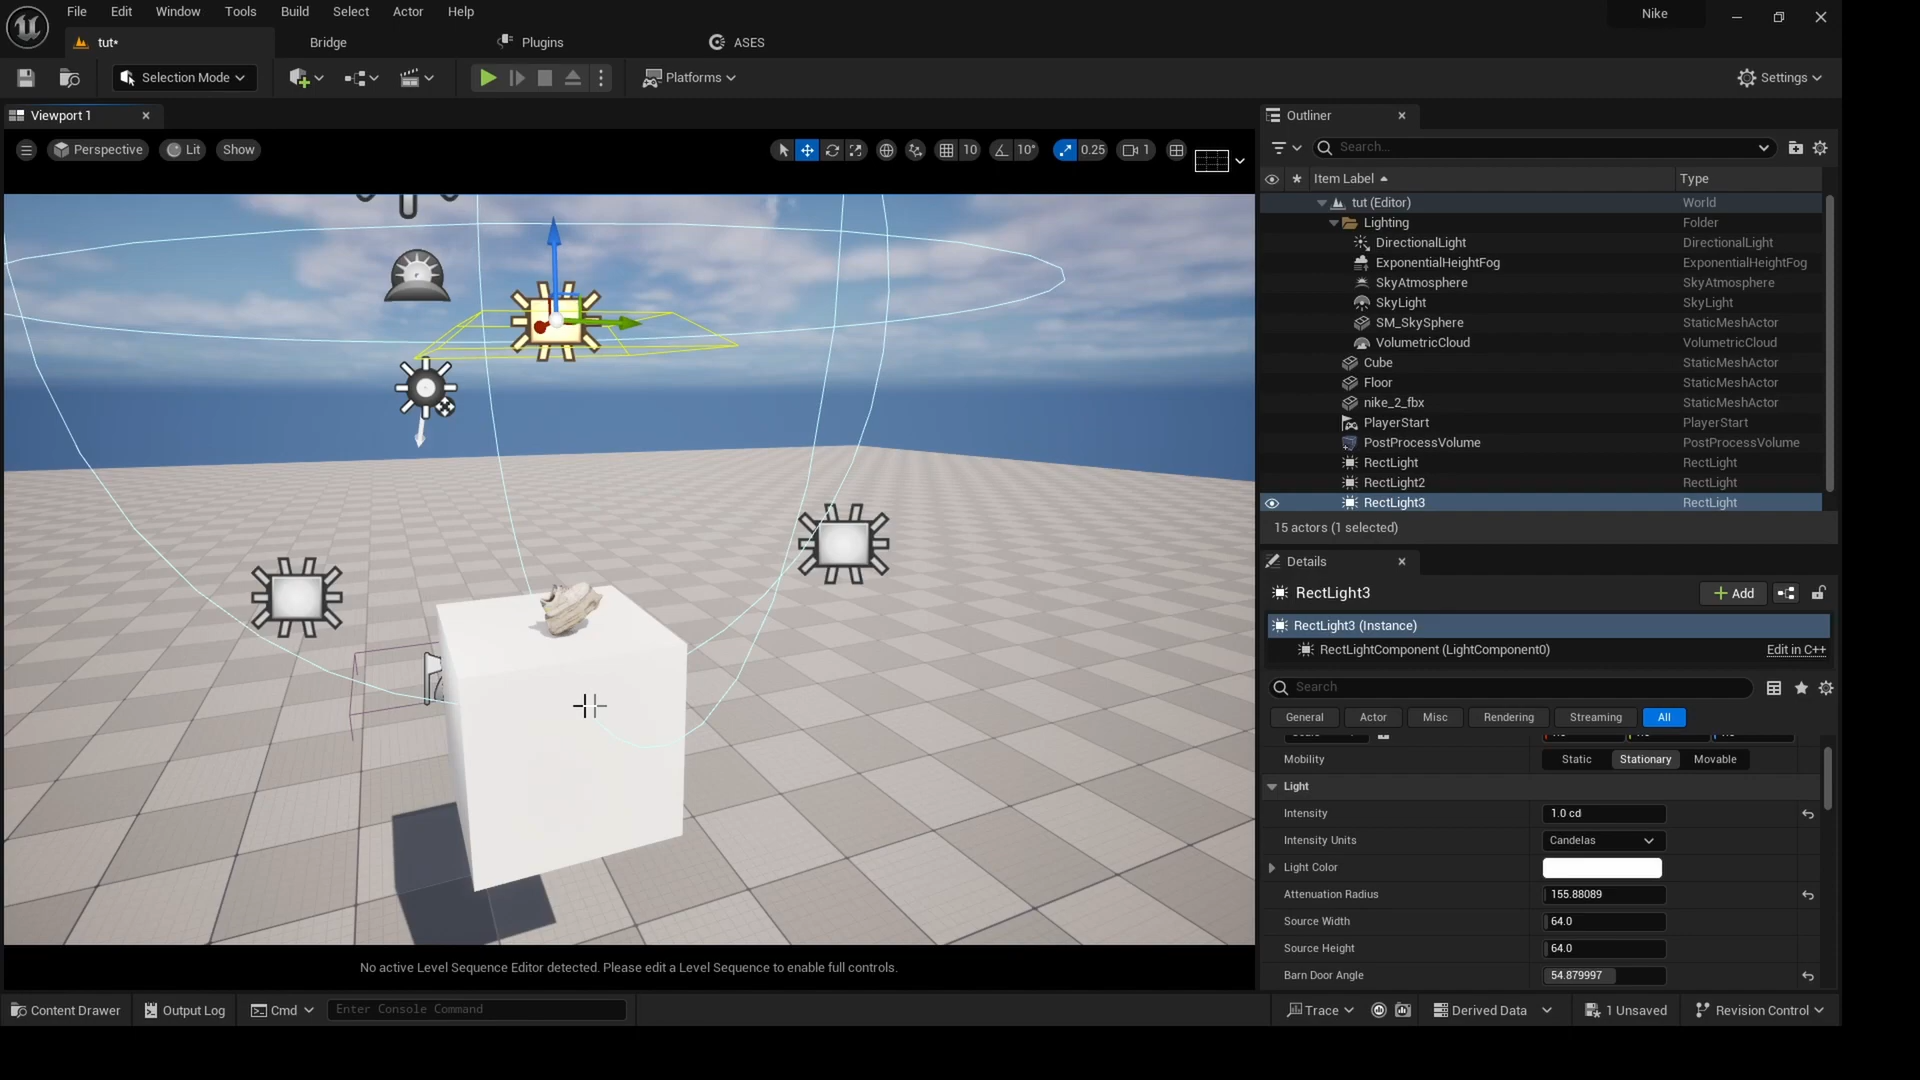 File Edit Window Tools Build Select Actor Help Nike
tut* Bridge Plugins ASES
Selection Mode Platforms Settings
Viewport 1
Perspective Lit Show 10 10° 0.25 1
Outliner
Search...
Item Label Type
tut (Editor) World
Lighting Folder
DirectionalLight DirectionalLight
ExponentialHeightFog ExponentialHeightFog
SkyAtmosphere SkyAtmosphere
SkyLight SkyLight
SM_SkySphere StaticMeshActor
VolumetricCloud VolumetricCloud
Cube StaticMeshActor
Floor StaticMeshActor
nike_2_fbx StaticMeshActor
PlayerStart PlayerStart
PostProcessVolume PostProcessVolume
RectLight RectLight
RectLight2 RectLight
RectLight3 RectLight
15 actors (1 selected)
Details
RectLight3 Add
RectLight3 (Instance)
RectLightComponent (LightComponent0) Edit in C++
Search
General Actor Misc Rendering Streaming All
Mobility Static Stationary Movable
Light
Intensity 1.0 cd
Intensity Units Candelas
Light Color
Attenuation Radius 155.88089
Source Width 64.0
Source Height 64.0
Barn Door Angle 54.879997
No active Level Sequence Editor detected. Please edit a Level Sequence to enable full controls.
Content Drawer Output Log Cmd Enter Console Command Trace Derived Data 1 Unsaved Revision Control